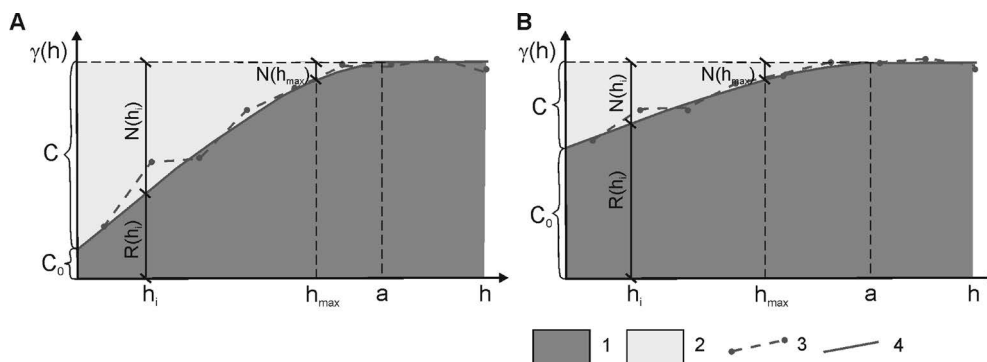 A
γ(h)
C
C₀
N(hᵢ)
R(hᵢ)
N(hₘₐₓ)
hᵢ
hₘₐₓ
a
h
B
γ(h)
C
C₀
N(hᵢ)
R(hᵢ)
N(hₘₐₓ)
hᵢ
hₘₐₓ
a
h
1
2
3
4